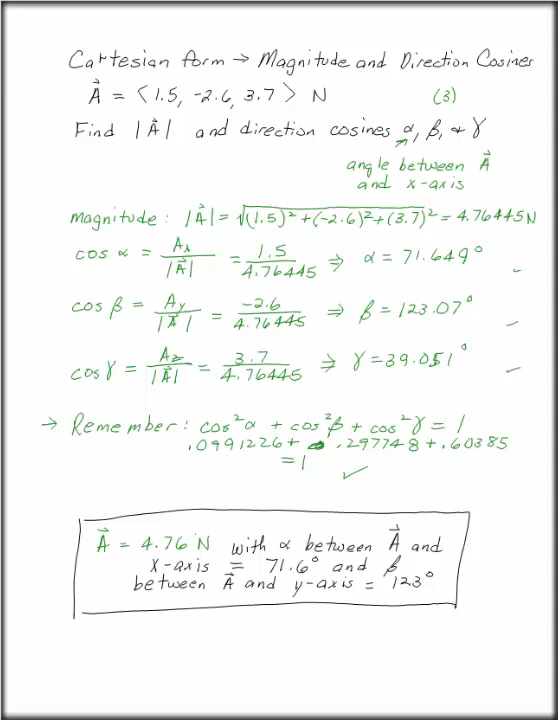 Cartesian form → Magnitude and Direction Cosines
A⃗ = ⟨1.5, -2.6, 3.7⟩ N (3)
Find |A⃗| and direction cosines α, β, & γ
angle between A⃗
and x-axis
Magnitude: |A⃗| = √(1.5)² + (-2.6)² + (3.7)² = 4.76445 N
cos α = Ax/|A⃗| = 1.5/4.76445 ⇒ α = 71.649° ✓
cos β = Ay/|A⃗| = -2.6/4.76445 ⇒ β = 123.07° ✓
cos γ = Az/|A⃗| = 3.7/4.76445 ⇒ γ = 39.051° ✓
→ Remember: cos²α + cos²β + cos²γ = 1
.0991226 + .297748 + .60385
= 1 ✓
A⃗ = 4.76 N with α between A⃗ and
x-axis = 71.6° and β
between A⃗ and y-axis = 123°